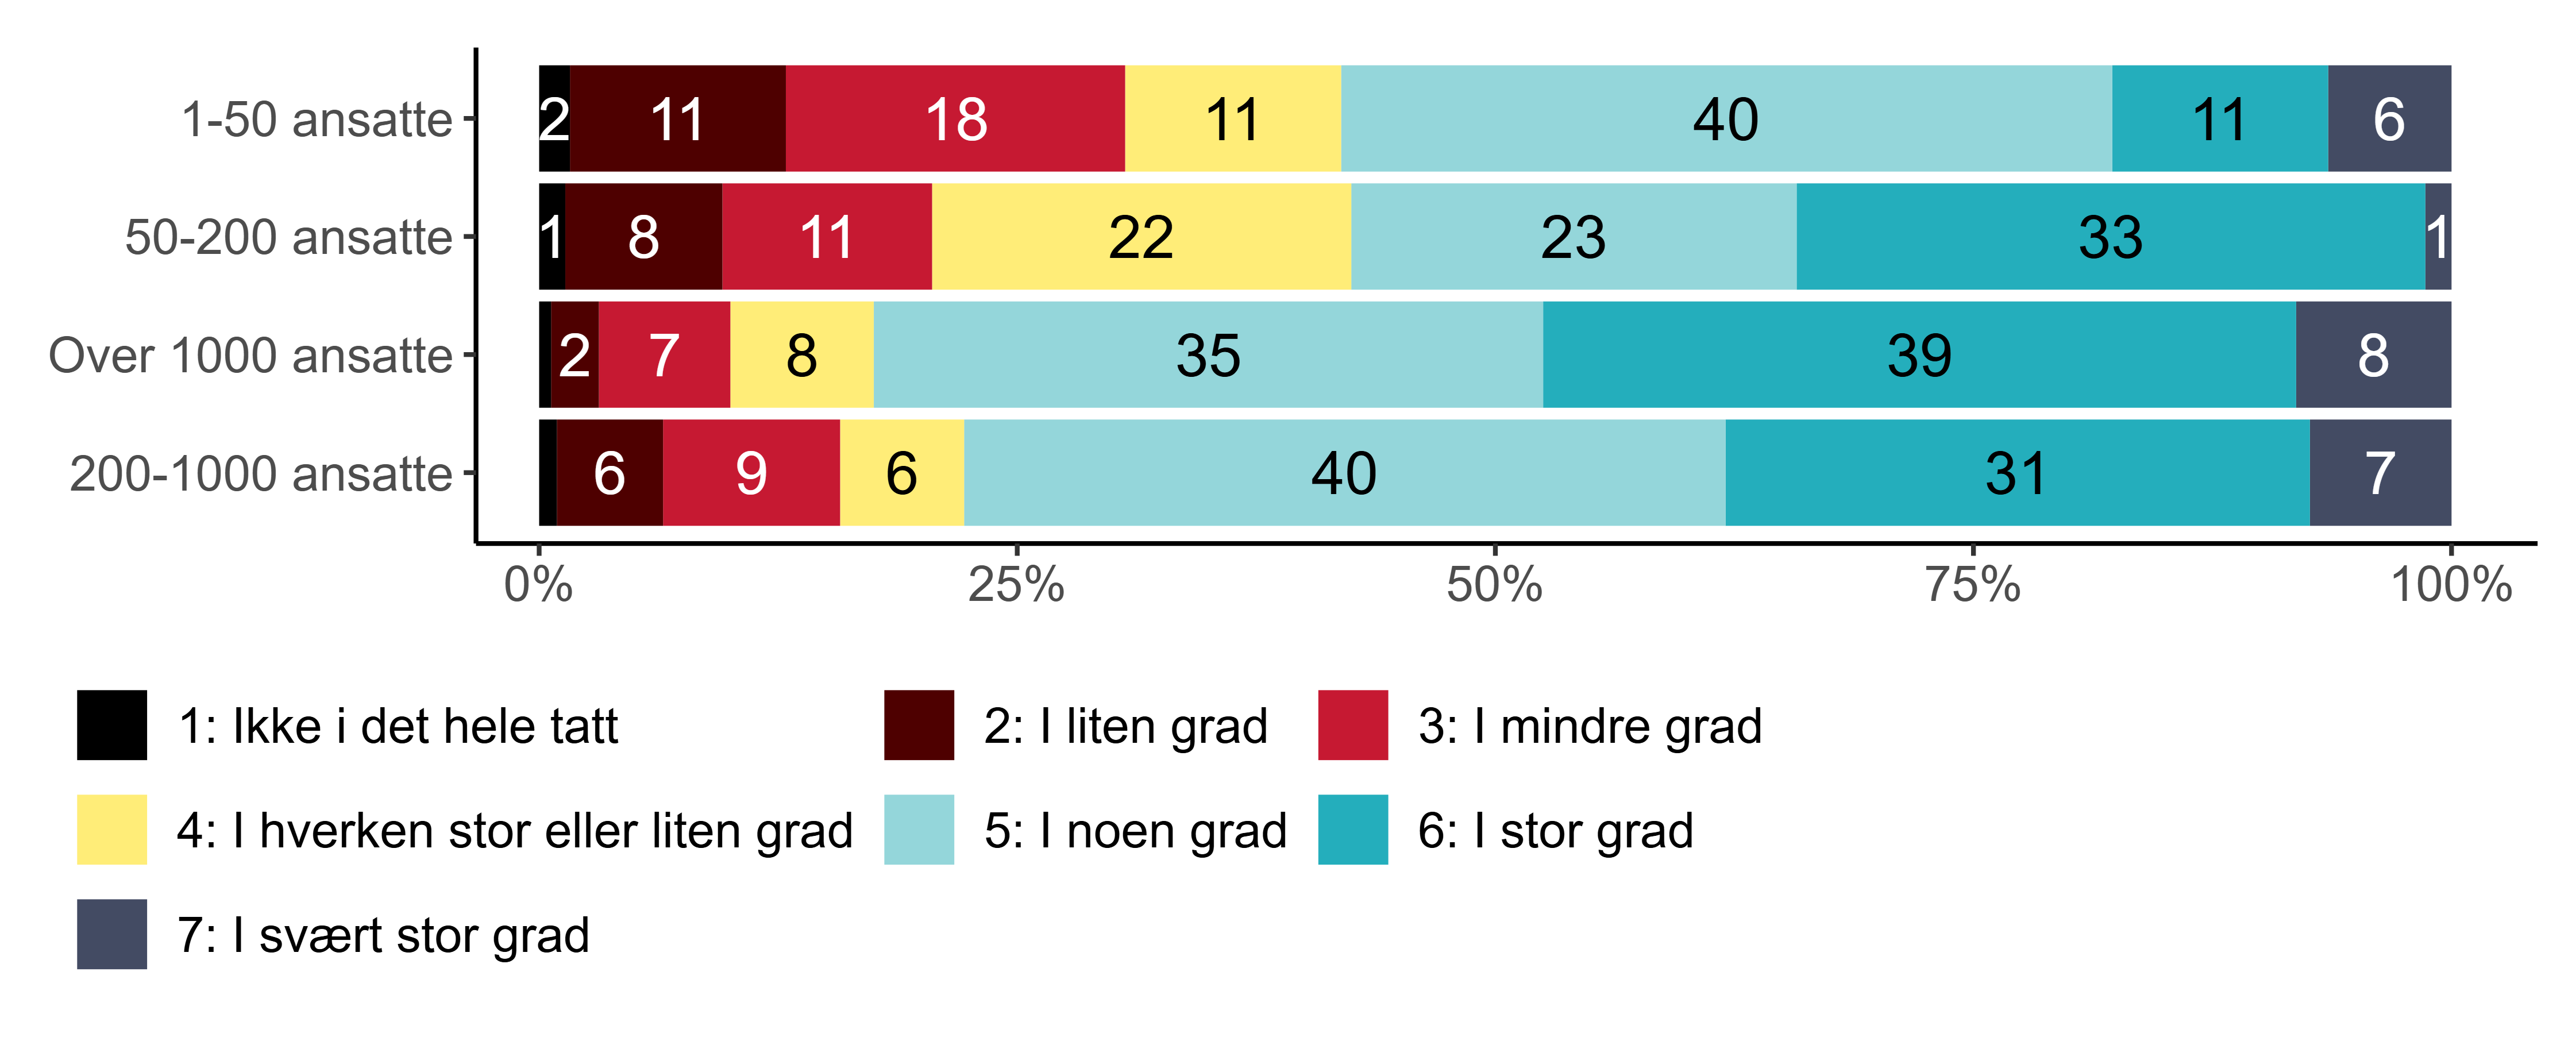 1-50 ansatte 2 11 18 11 40 11 6
50-200 ansatte 1 8 11 22 23 33 1
Over 1000 ansatte 2 7 8 35 39 8
200-1000 ansatte 6 9 6 40 31 7
0% 25% 50% 75% 100%
1: Ikke i det hele tatt 2: I liten grad 3: I mindre grad
4: I hverken stor eller liten grad 5: I noen grad 6: I stor grad
7: I svært stor grad